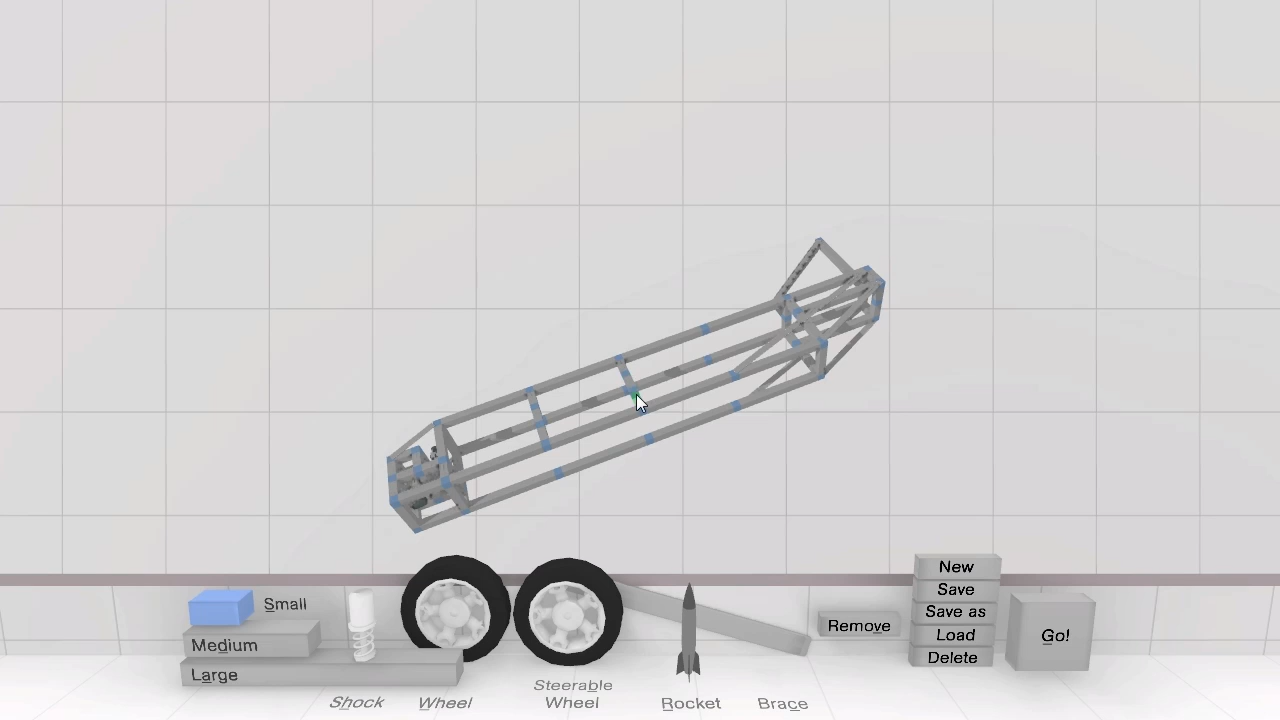 Small
Medium
Large
Shock
Wheel
Steerable
Wheel
Rocket
Brace
Remove
New
Save
Save as
Load
Delete
Go!